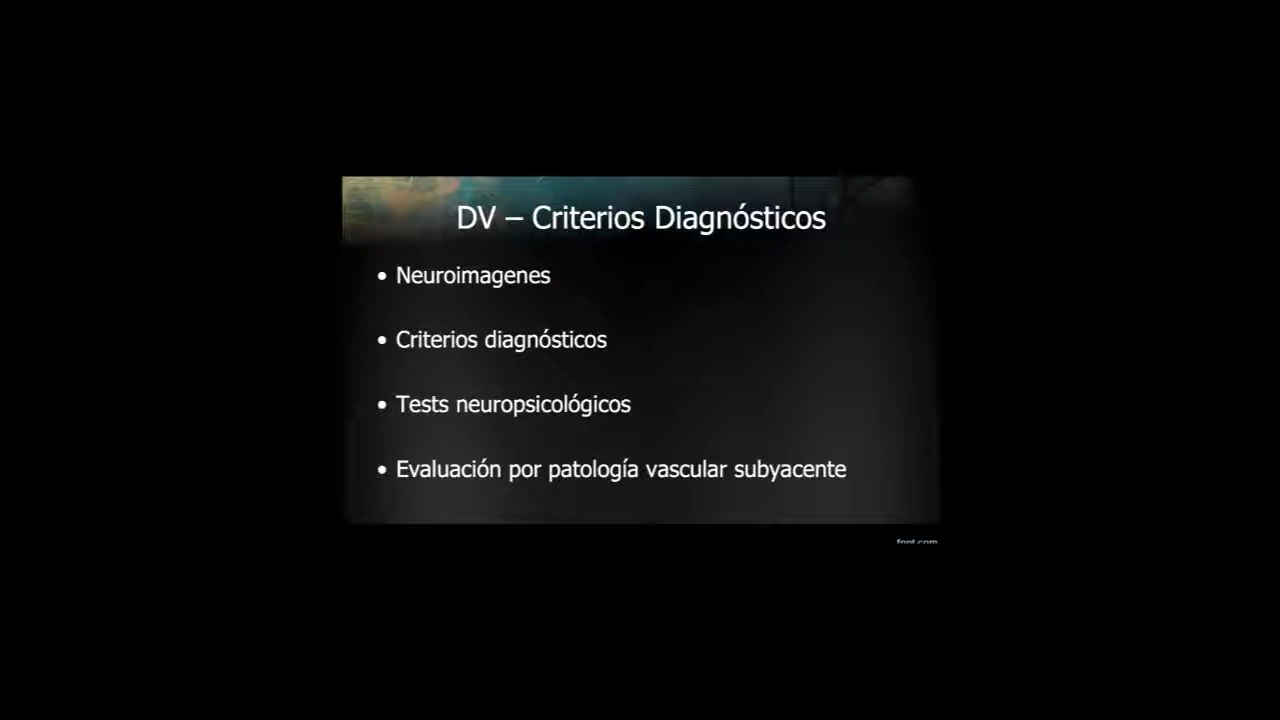 DV – Criterios Diagnósticos
• Neuroimagenes
• Criterios diagnósticos
• Tests neuropsicológicos
• Evaluación por patología vascular subyacente